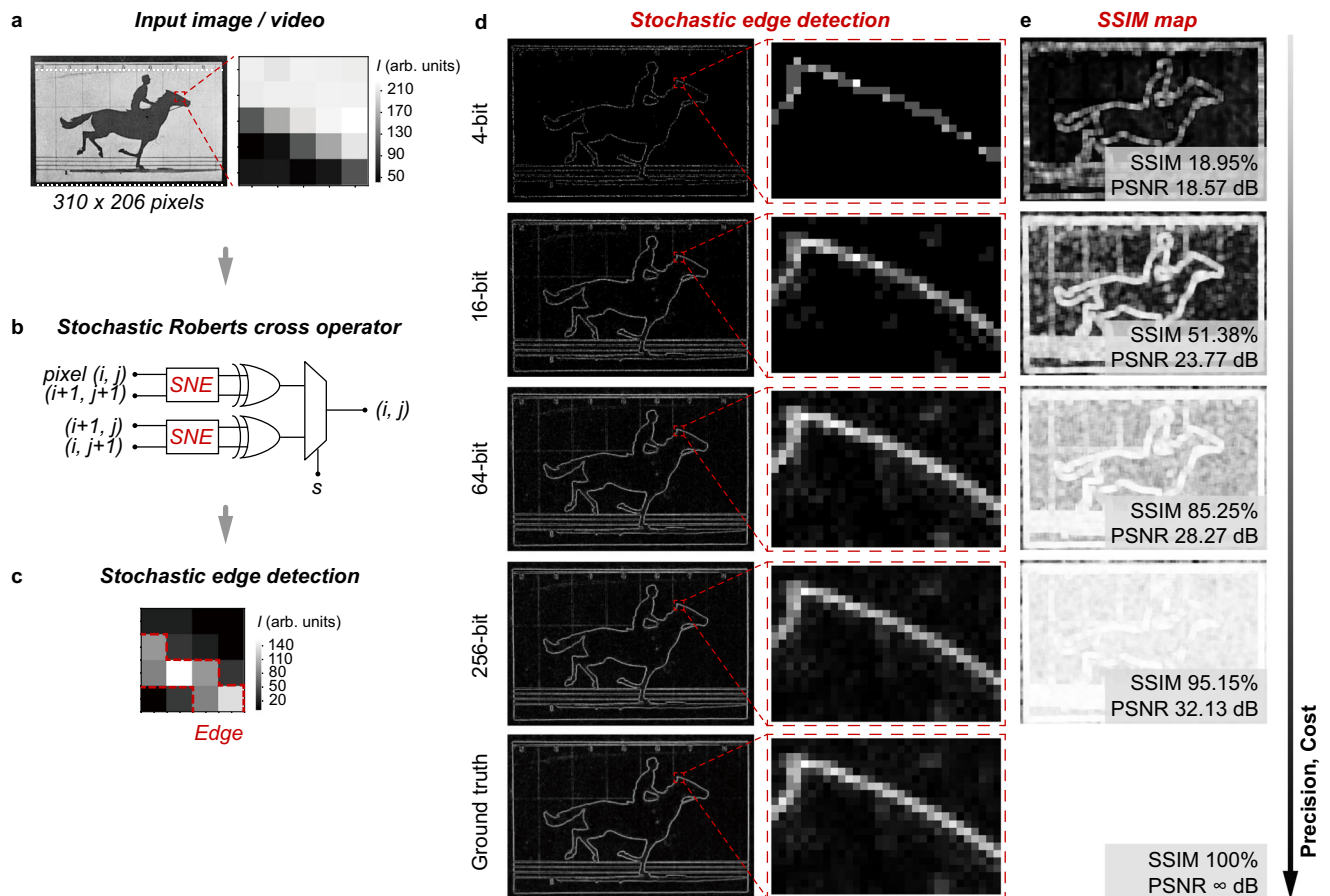 a
Input image / video
I (arb. units)
210
170
130
90
50
310 x 206 pixels
b
Stochastic Roberts cross operator
pixel (i, j)
(i+1, j+1)
SNE
(i+1, j)
(i, j+1)
SNE
(i, j)
s
c
Stochastic edge detection
I (arb. units)
140
110
80
50
20
Edge
d
Stochastic edge detection
4-bit
16-bit
64-bit
256-bit
Ground truth
e
SSIM map
SSIM 18.95%
PSNR 18.57 dB
SSIM 51.38%
PSNR 23.77 dB
SSIM 85.25%
PSNR 28.27 dB
SSIM 95.15%
PSNR 32.13 dB
SSIM 100%
PSNR ∞ dB
Precision, Cost